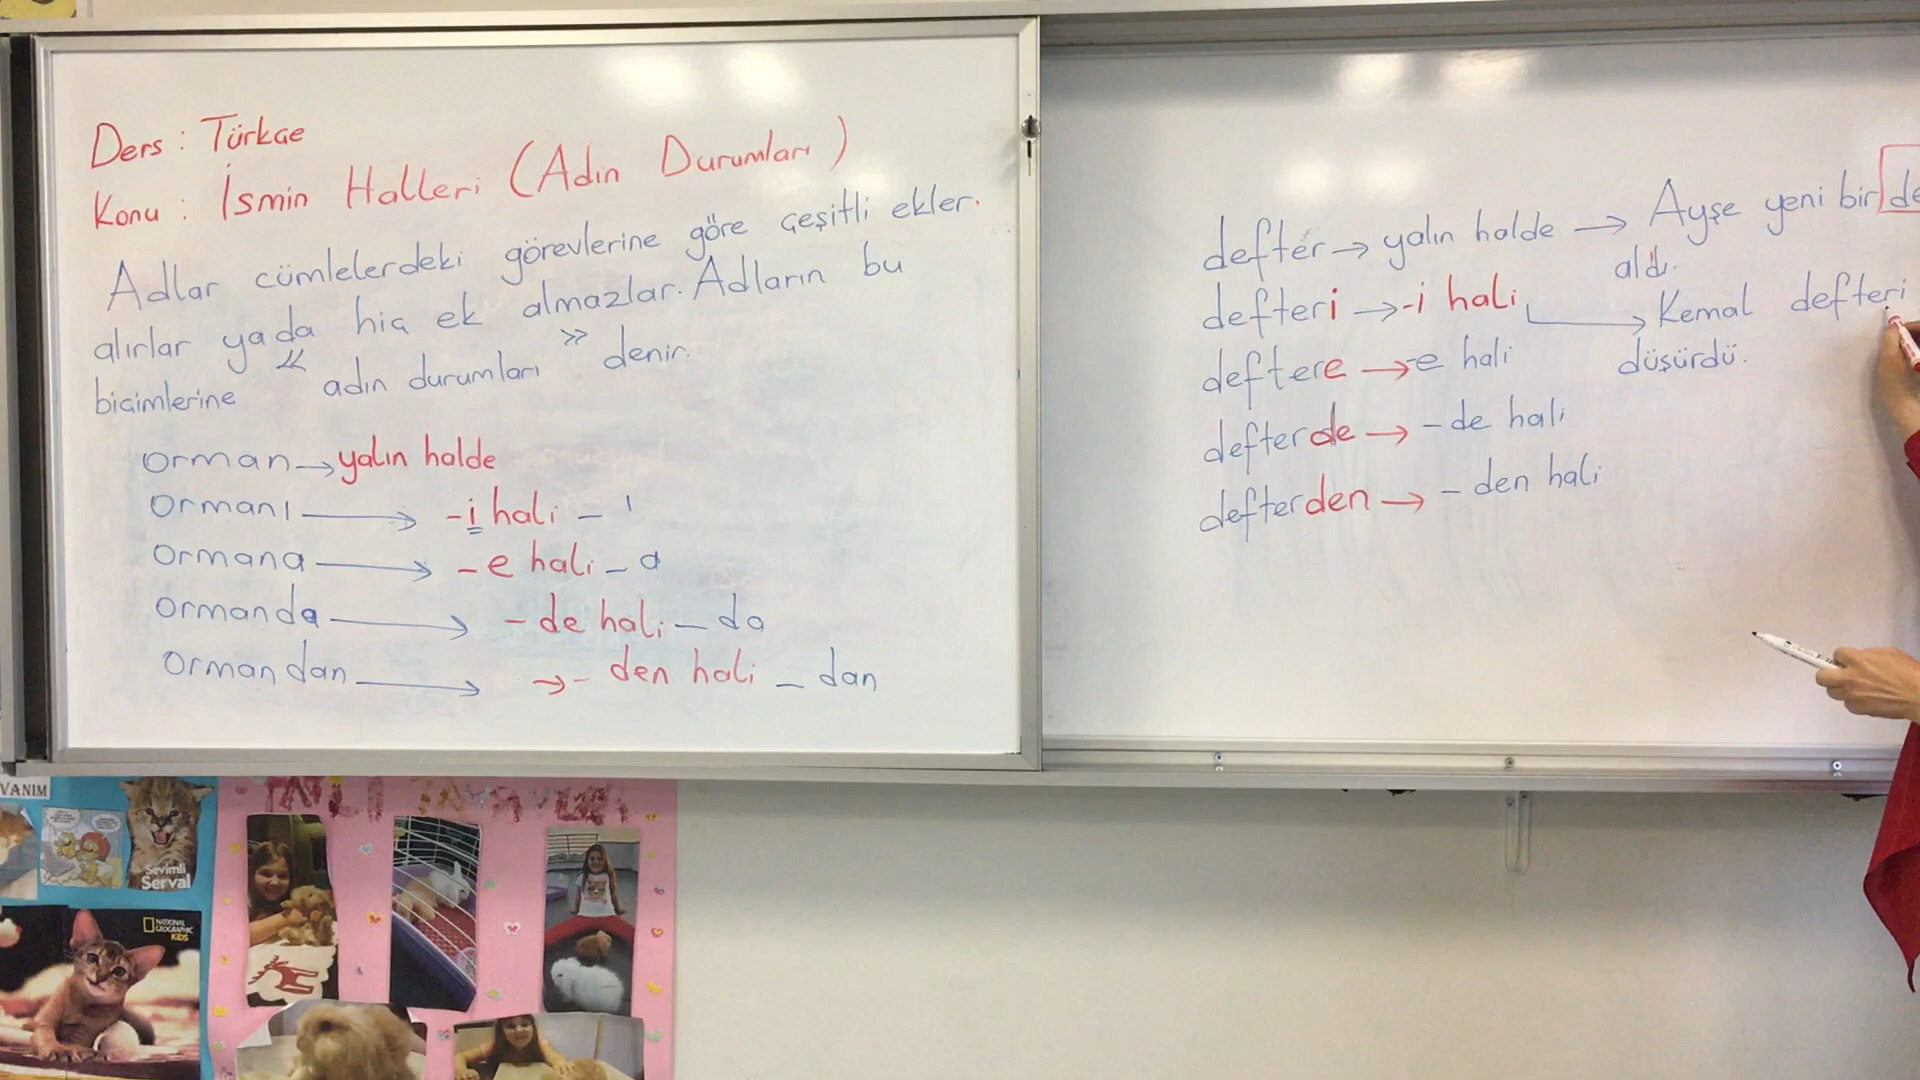 Ders : Türkçe
Konu : İsmin Halleri (Adın Durumları)
Adlar cümlelerdeki görevlerine göre çeşitli ekler.
alırlar yada hiç ek almazlar. Adların bu
biçimlerine « adın durumları » denir.
orman → yalın halde
ormanı → -i hali - ı
ormana → -e hali - a
ormanda → -de hali - da
ormandan → → - den hali - dan
defter → yalın halde → Ayşe yeni bir de
aldı.
defteri → -i hali → Kemal defteri
düşürdü.
deftere → -e hali
defterde → -de hali
defterden → -den hali
VANIM
Sevimli
Serval
NATIONAL
GEOGRAPHIC
KiDS